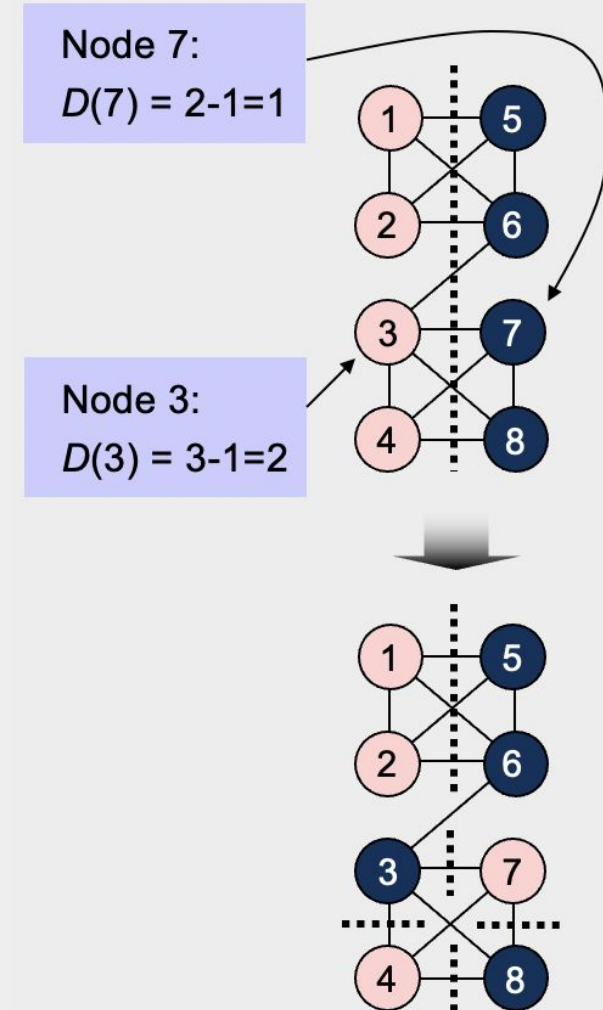 Node 7:
D(7) = 2-1=1
1 5
2 6
3 7
Node 3:
D(3) = 3-1=2
4 8
1 5
2 6
3 7
4 8